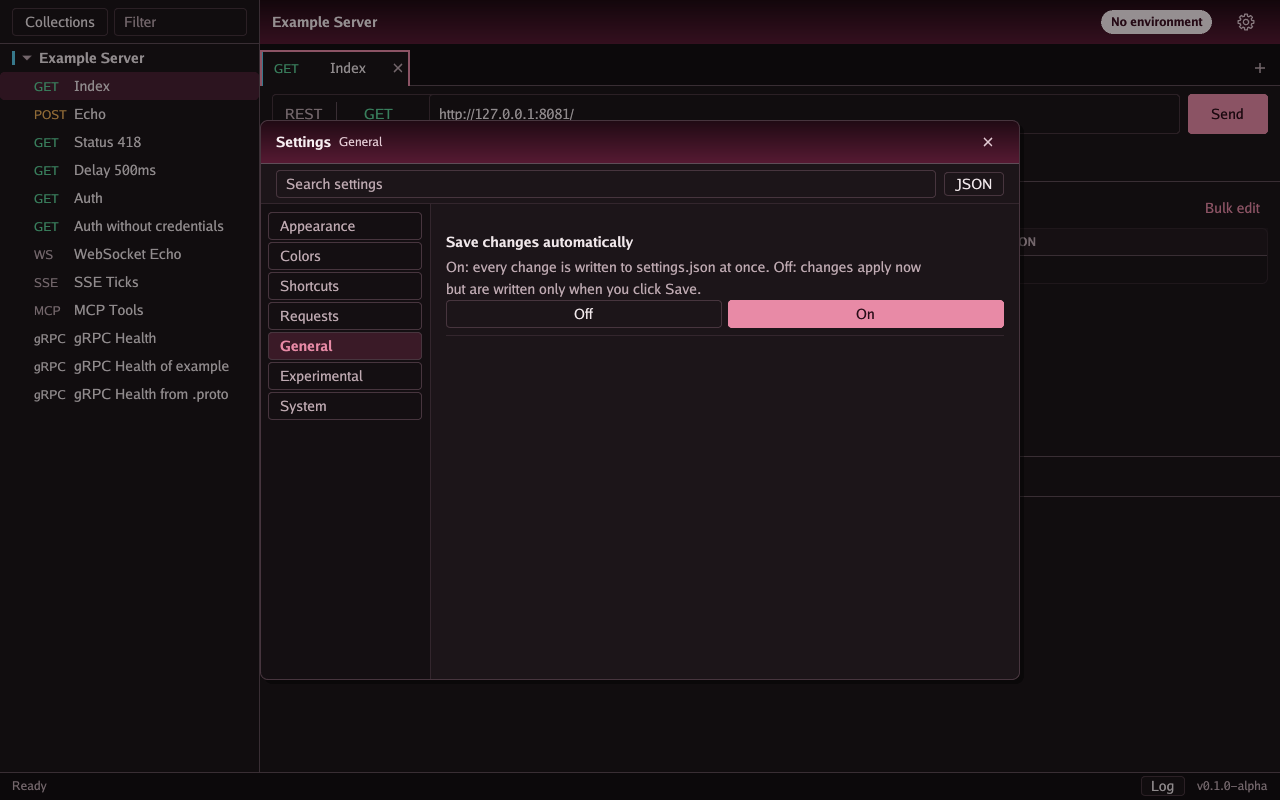 Collections
Filter
Example Server
GET Index
POST Echo
GET Status 418
GET Delay 500ms
GET Auth
GET Auth without credentials
WS WebSocket Echo
SSE SSE Ticks
MCP MCP Tools
gRPC gRPC Health
gRPC gRPC Health of example
gRPC gRPC Health from .proto
Example Server
No environment
GET Index
REST GET http://127.0.0.1:8081/
Send
Bulk edit
Settings General
Search settings
JSON
Appearance
Colors
Shortcuts
Requests
General
Experimental
System
Save changes automatically
On: every change is written to settings.json at once. Off: changes apply now
but are written only when you click Save.
Off On
Ready
Log
v0.1.0-alpha